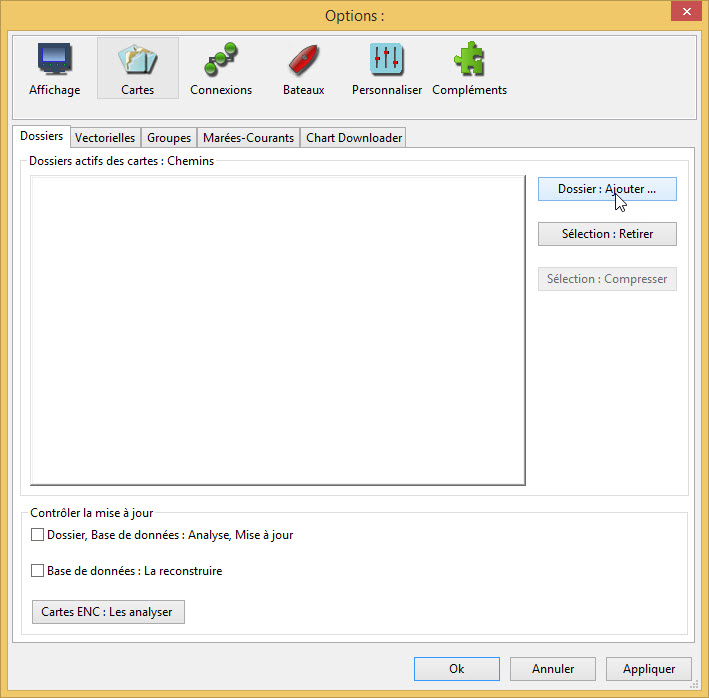 Options :
Affichage Cartes Connexions Bateaux Personnaliser Compléments
Dossiers Vectorielles Groupes Marées-Courants Chart Downloader
Dossiers actifs des cartes : Chemins
Dossier : Ajouter ...
Sélection : Retirer
Sélection : Compresser
Contrôler la mise à jour
Dossier, Base de données : Analyse, Mise à jour
Base de données : La reconstruire
Cartes ENC : Les analyser
Ok Annuler Appliquer